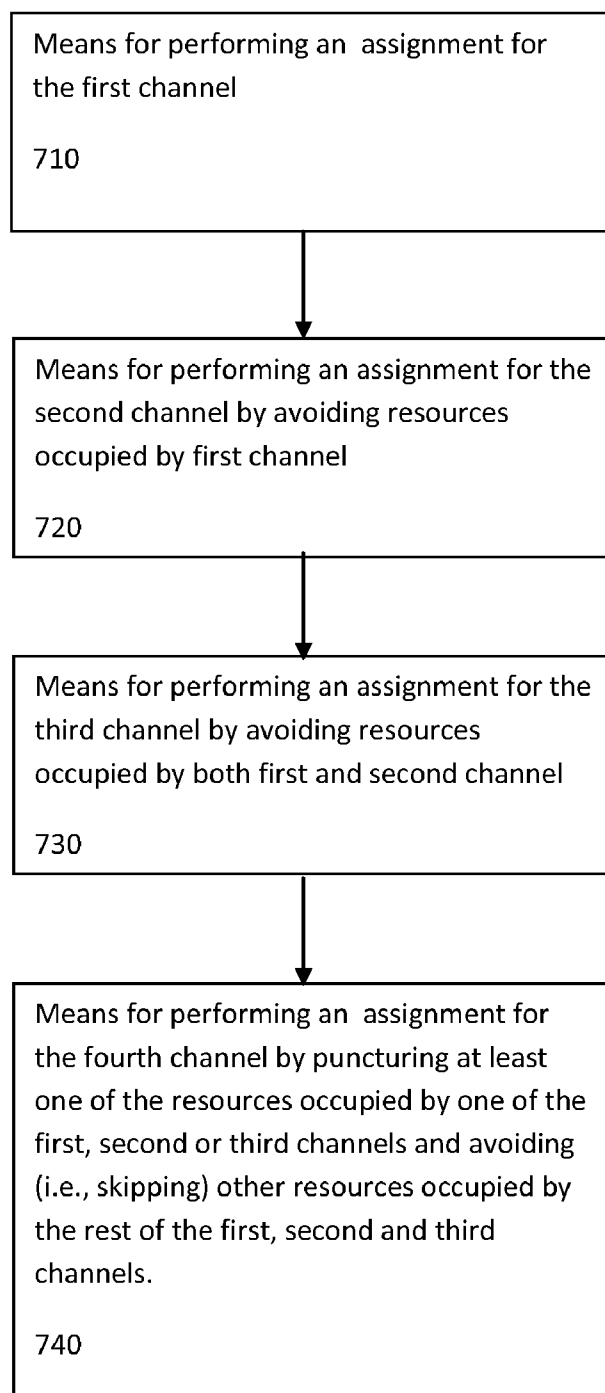 Means for performing an assignment for
the first channel
710
Means for performing an assignment for the
second channel by avoiding resources
occupied by first channel
720
Means for performing an assignment for the
third channel by avoiding resources
occupied by both first and second channel
730
Means for performing an assignment for
the fourth channel by puncturing at least
one of the resources occupied by one of the
first, second or third channels and avoiding
(i.e., skipping) other resources occupied by
the rest of the first, second and third
channels.
740